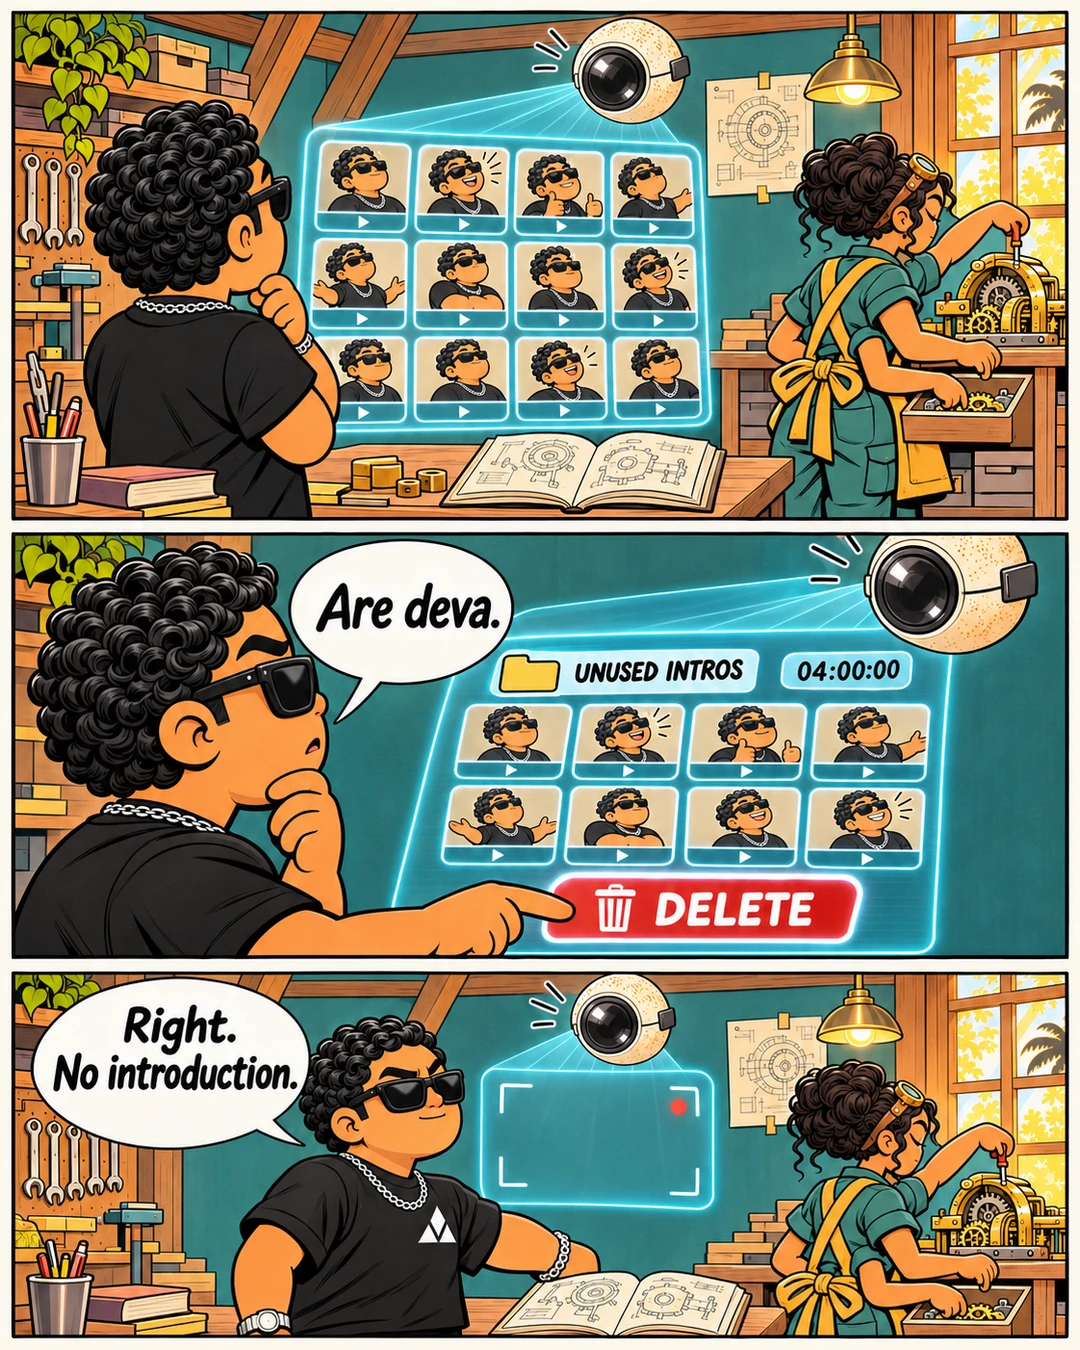 Are deva.
UNUSED INTROS
04:00:00
DELETE
Right.
No introduction.